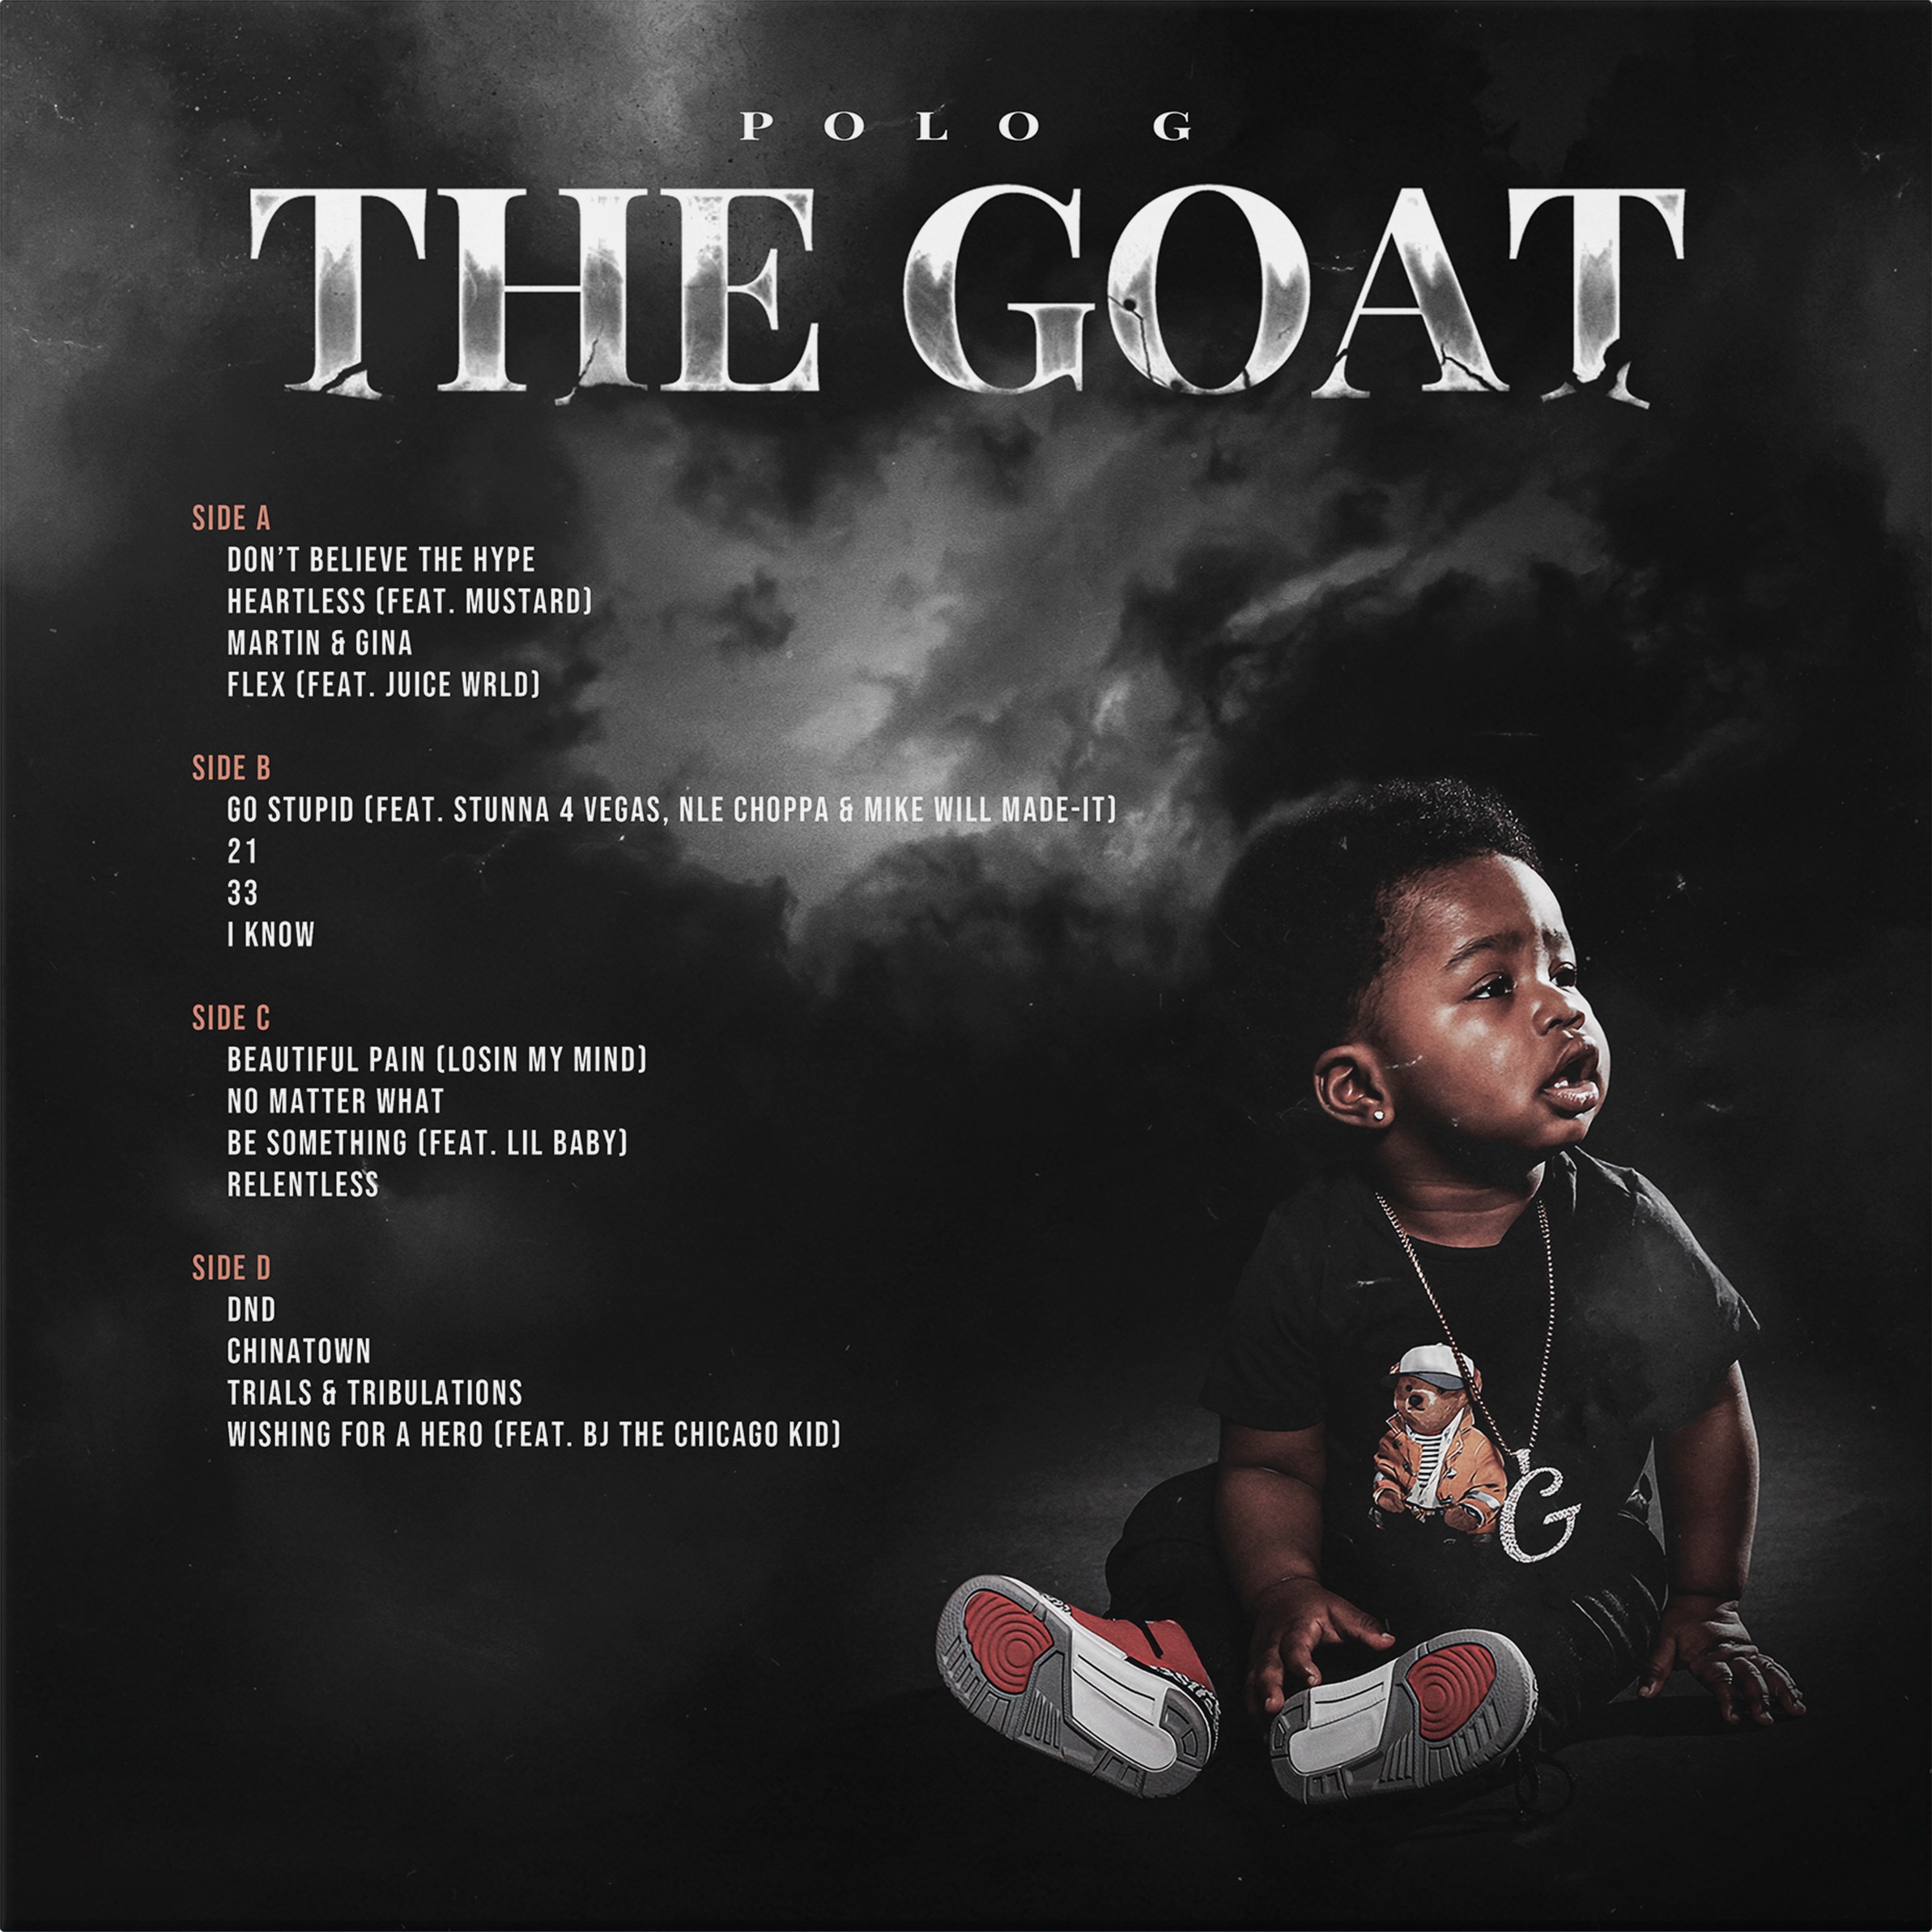 POLO G
THE GOAT
SIDE A
DON'T BELIEVE THE HYPE
HEARTLESS (FEAT. MUSTARD)
MARTIN & GINA
FLEX (FEAT. JUICE WRLD)
SIDE B
GO STUPID (FEAT. STUNNA 4 VEGAS, NLE CHOPPA & MIKE WILL MADE-IT)
21
33
I KNOW
SIDE C
BEAUTIFUL PAIN (LOSIN MY MIND)
NO MATTER WHAT
BE SOMETHING (FEAT. LIL BABY)
RELENTLESS
SIDE D
DND
CHINATOWN
TRIALS & TRIBULATIONS
WISHING FOR A HERO (FEAT. BJ THE CHICAGO KID)
G